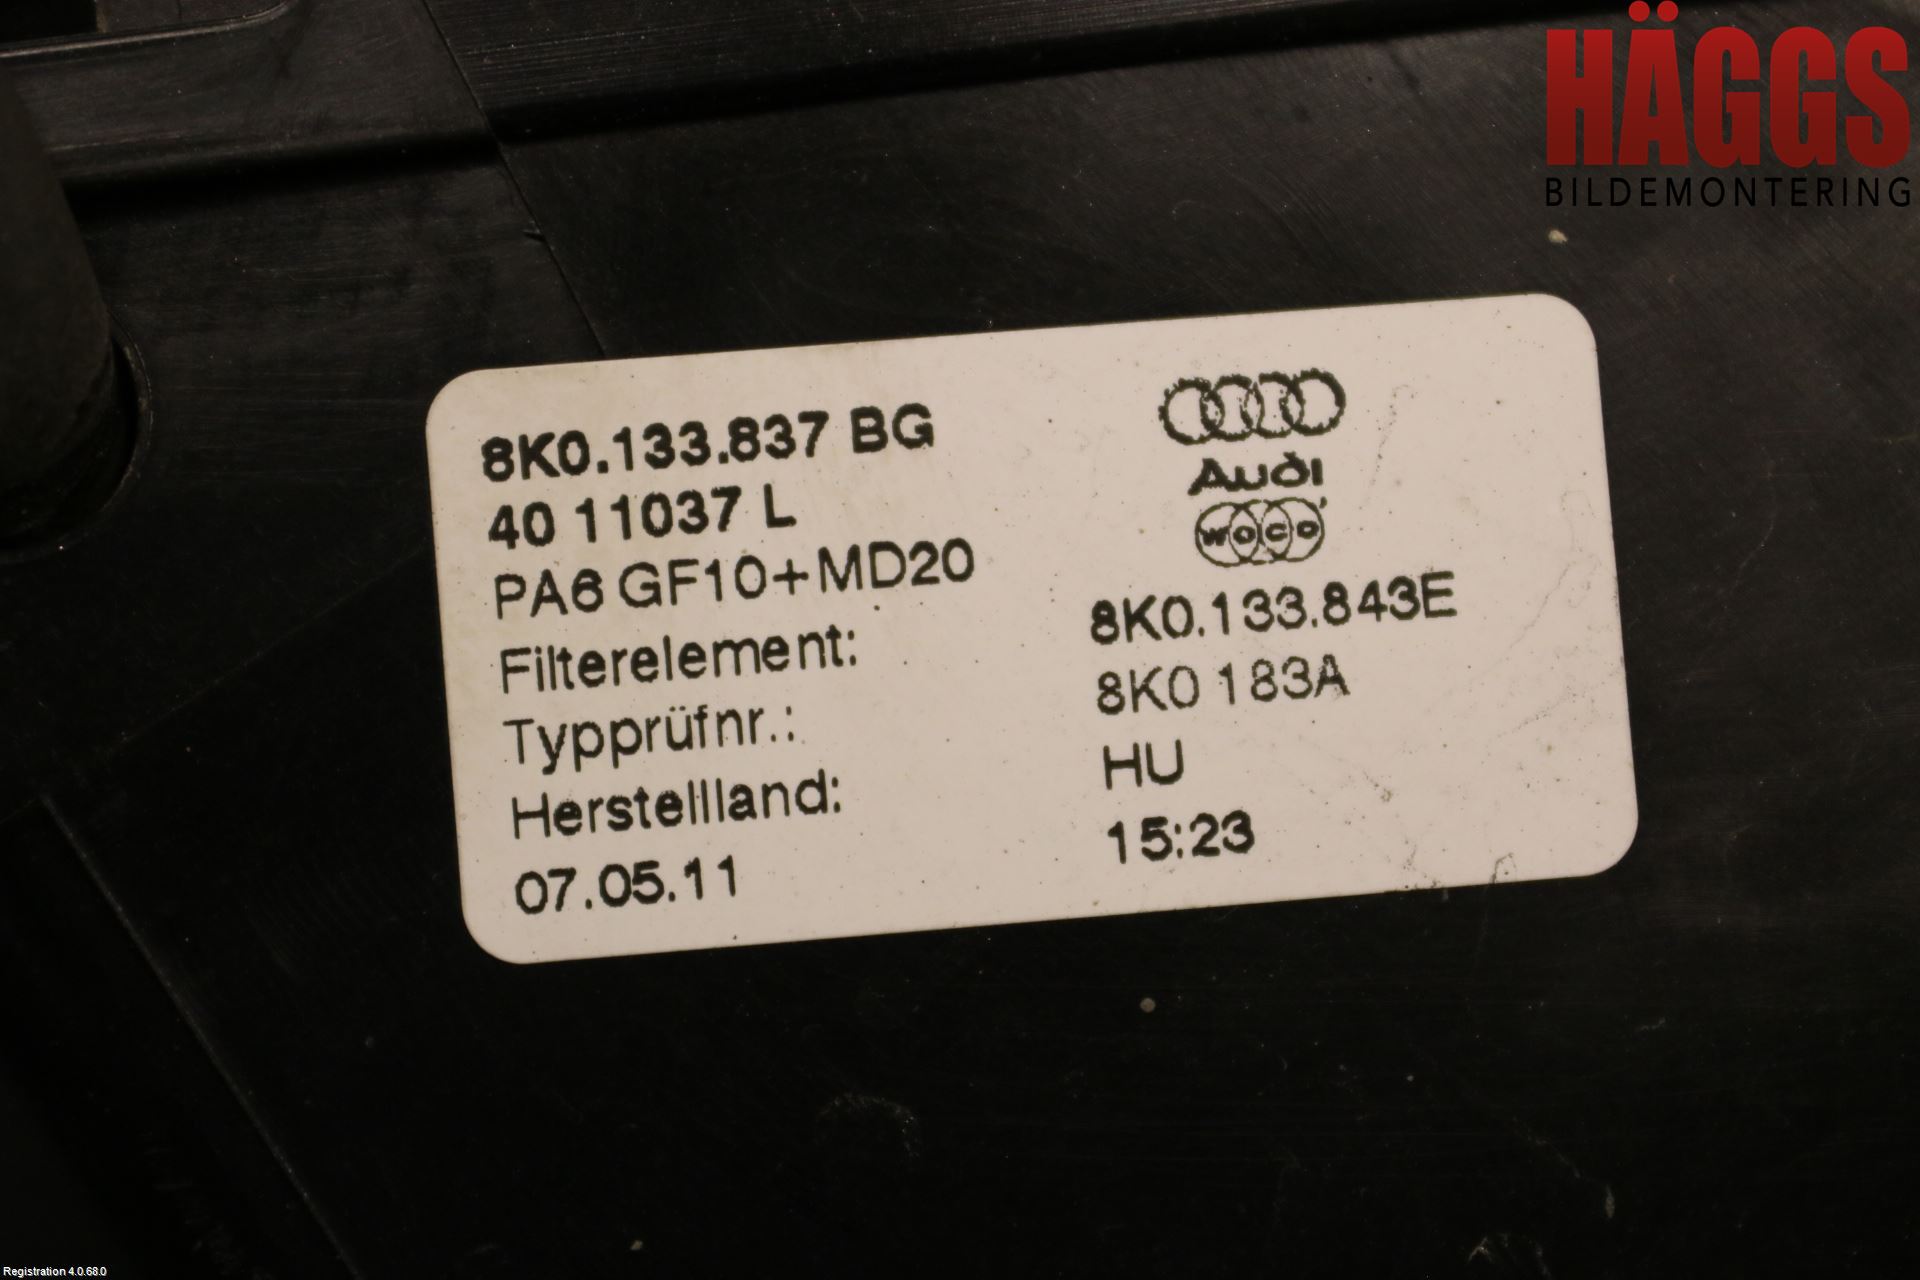 HÄGGS
BILDEMONTERING
8K0.133.837 BG
40 11037 L
PA6 GF10+MD20
Filterelement:
Typprüfnr.:
Herstellland:
07.05.11
Audi
WOCO
8K0.133.843E
8K0 183A
HU
15:23
Registration 4.0.68.0